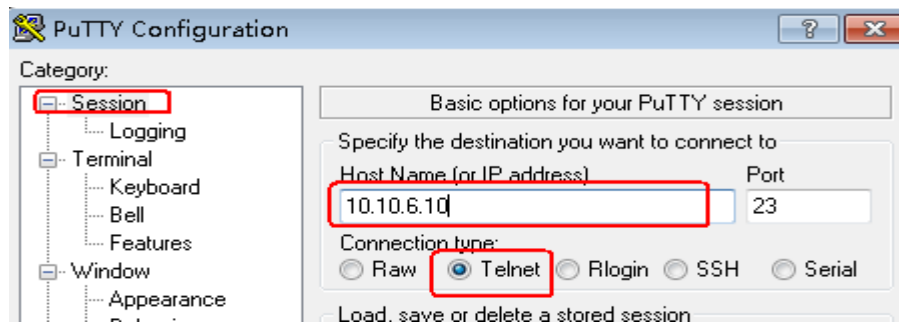 PuTTY Configuration
Category:
Session
Logging
Terminal
Keyboard
Bell
Features
Window
Appearance
Basic options for your PuTTY session
Specify the destination you want to connect to
Host Name (or IP address) Port
10.10.6.10 23
Connection type:
Raw Telnet Rlogin SSH Serial
Load, save or delete a stored session